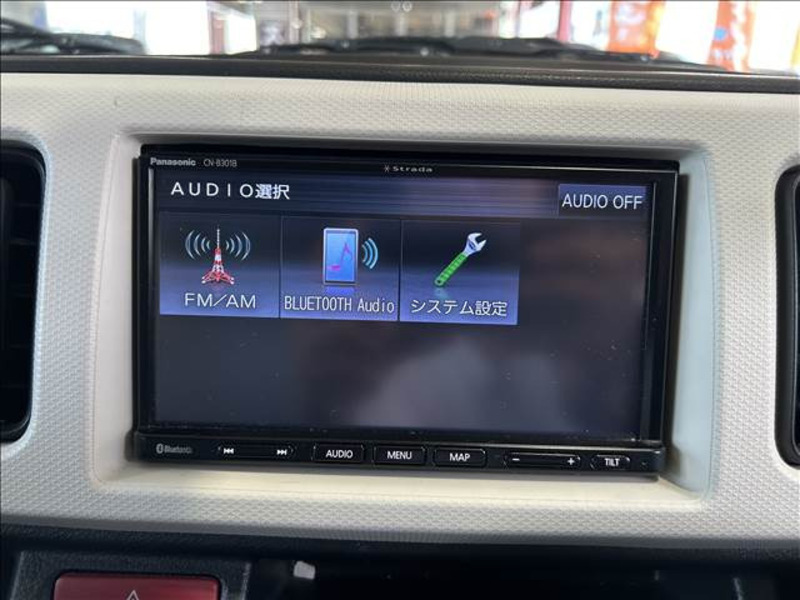 Panasonic CN-B301B
Strada
AUDIO選択
AUDIO OFF
FM/AM
BLUETOOTH Audio
システム設定
Bluetooth
AUDIO
MENU
MAP
- +
TILT